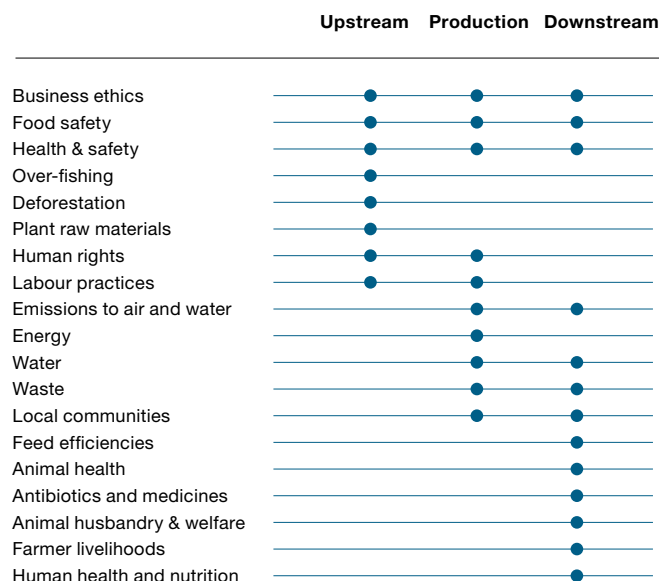 Upstream Production Downstream
Business ethics
Food safety
Health & safety
Over-fishing
Deforestation
Plant raw materials
Human rights
Labour practices
Emissions to air and water
Energy
Water
Waste
Local communities
Feed efficiencies
Animal health
Antibiotics and medicines
Animal husbandry & welfare
Farmer livelihoods
Human health and nutrition